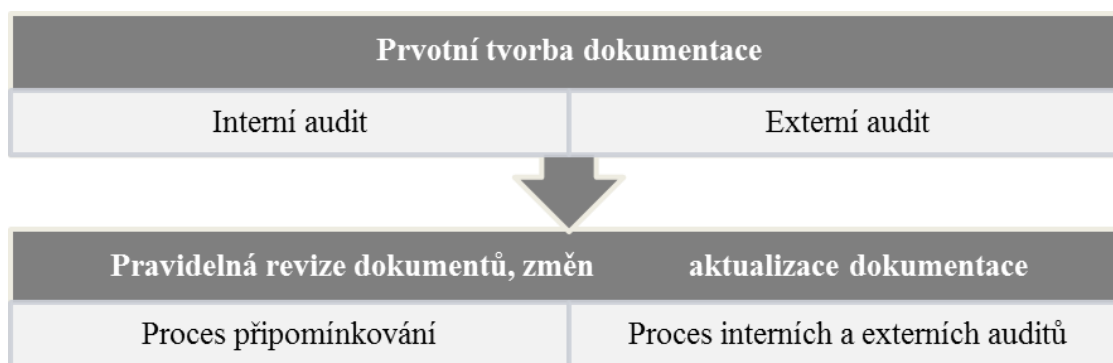 Prvotní tvorba dokumentace
Interní audit Externí audit
Pravidelná revize dokumentů, změn aktualizace dokumentace
Proces připomínkování Proces interních a externích auditů